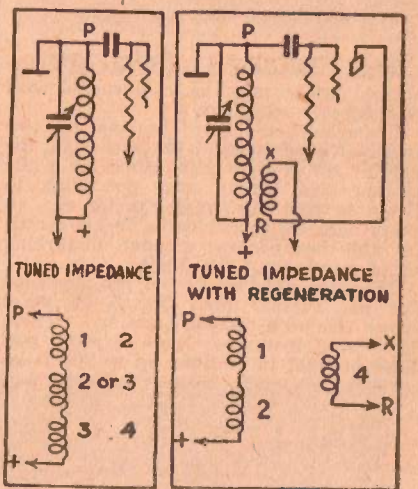 P
+
TUNED IMPEDANCE
P
1 2
2 or 3
3 4
+
P
X
R
+
TUNED IMPEDANCE
WITH REGENERATION
P
1
2
+
X
4
R